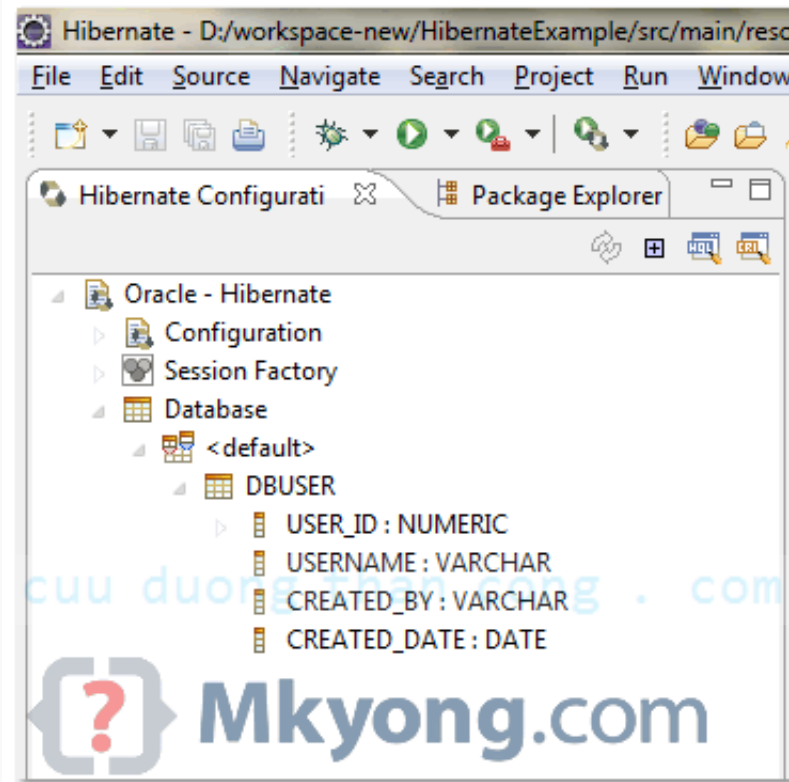 Hibernate - D:/workspace-new/HibernateExample/src/main/reso
File Edit Source Navigate Search Project Run Window
Hibernate Configurati Package Explorer
HQL CRI
Oracle - Hibernate
Configuration
Session Factory
Database
<default>
DBUSER
USER_ID : NUMERIC
USERNAME : VARCHAR
CREATED_BY : VARCHAR
cuu duong than cong . com
CREATED_DATE : DATE
{?} Mkyong.com